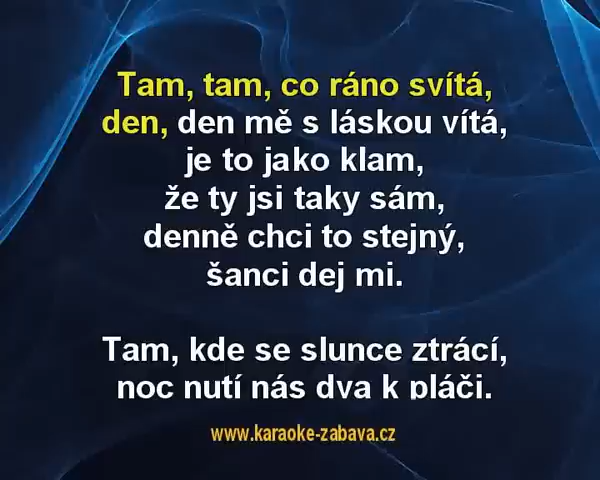 Tam, tam, co ráno svítá,
den, den mě s láskou vítá,
je to jako klam,
že ty jsi taky sám,
denně chci to stejný,
šanci dej mi.
Tam, kde se slunce ztrácí,
noc nutí nás dva k pláči.
www.karaoke-zabava.cz